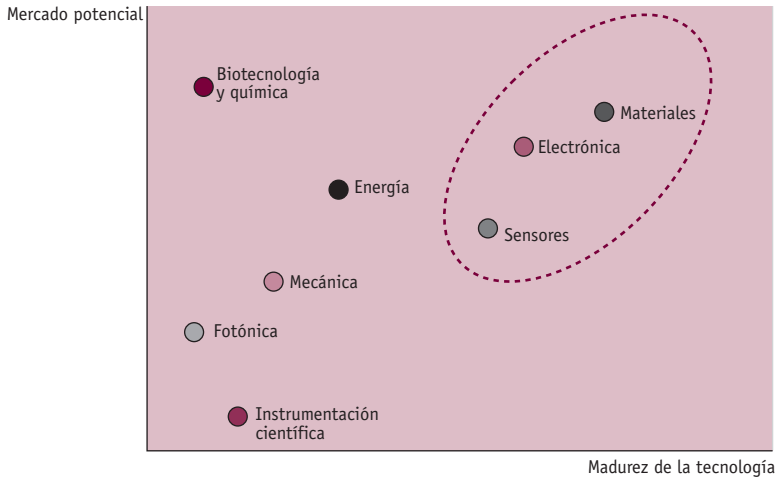 Mercado potencial
Biotecnología
y química
Materiales
Electrónica
Energía
Sensores
Mecánica
Fotónica
Instrumentación
científica
Madurez de la tecnología